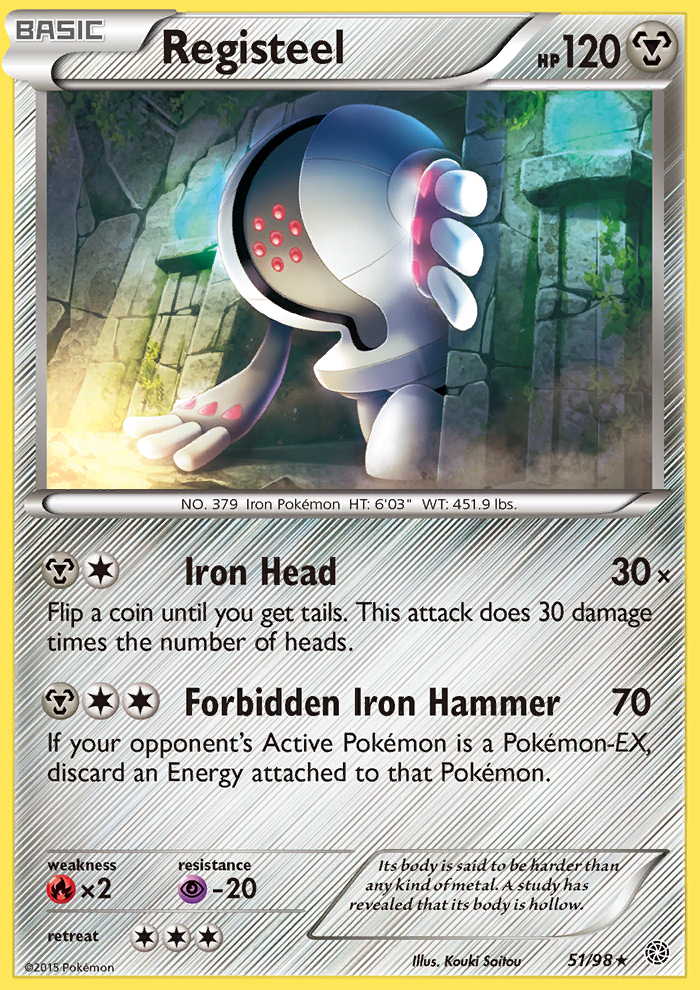 BASIC
Registeel
HP120
NO. 379 Iron Pokémon HT: 6'03" WT: 451.9 lbs.
Iron Head 30×
Flip a coin until you get tails. This attack does 30 damage
times the number of heads.
Forbidden Iron Hammer 70
If your opponent's Active Pokémon is a Pokémon-EX,
discard an Energy attached to that Pokémon.
weakness resistance
×2 -20
retreat
Its body is said to be harder than
any kind of metal. A study has
revealed that its body is hollow.
Illus. Kouki Saitou 51/98★
©2015 Pokémon